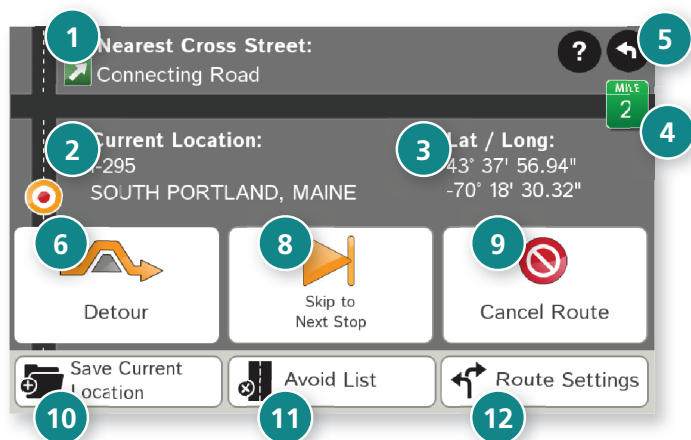 1
Nearest Cross Street:
Connecting Road
?
5
MILE
2
4
2
Current Location:
I-295
SOUTH PORTLAND, MAINE
3
Lat / Long:
43° 37' 56.94"
-70° 18' 30.32"
6
Detour
8
Skip to
Next Stop
9
Cancel Route
Save Current
Location
10
Avoid List
11
Route Settings
12